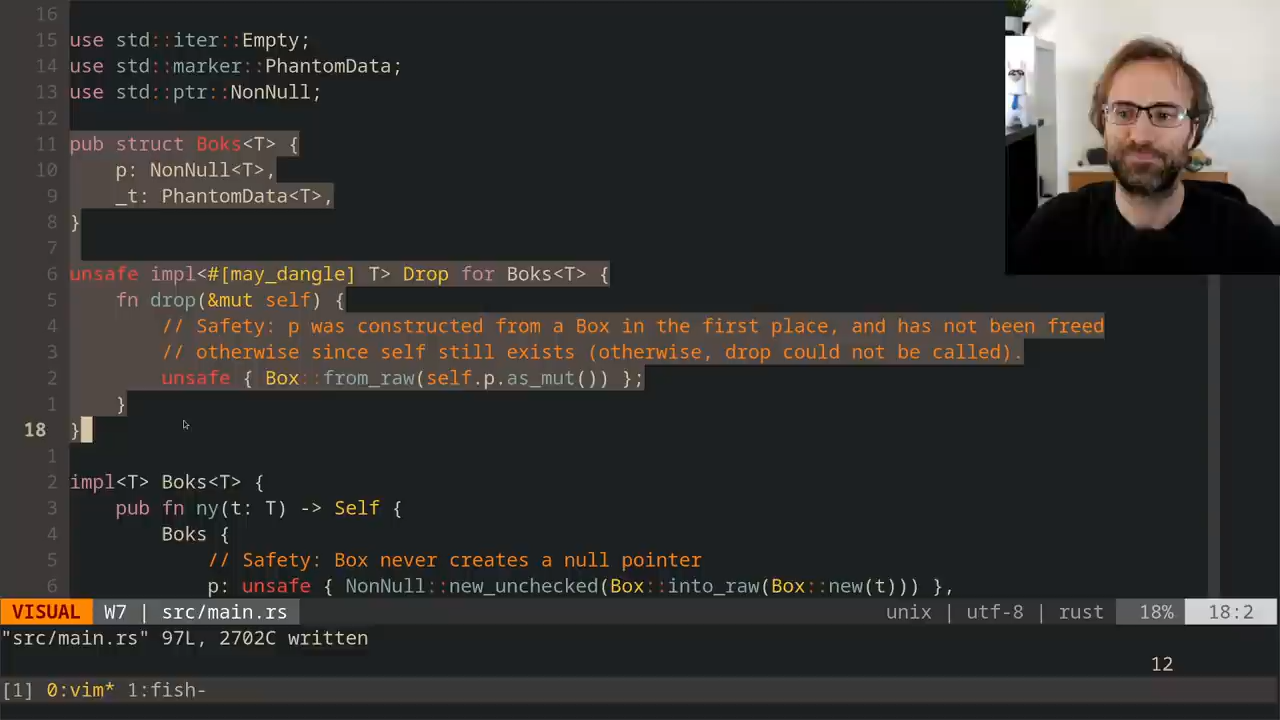 16
15 use std::iter::Empty;
14 use std::marker::PhantomData;
13 use std::ptr::NonNull;
12
11 pub struct Boks<T> {
10     p: NonNull<T>,
9     _t: PhantomData<T>,
8 }
7
6 unsafe impl<#[may_dangle] T> Drop for Boks<T> {
5     fn drop(&mut self) {
4         // Safety: p was constructed from a Box in the first place, and has not been freed
3         // otherwise since self still exists (otherwise, drop could not be called).
2         unsafe { Box::from_raw(self.p.as_mut()) };
1     }
18 }
1
2 impl<T> Boks<T> {
3     pub fn ny(t: T) -> Self {
4         Boks {
5             // Safety: Box never creates a null pointer
6             p: unsafe { NonNull::new_unchecked(Box::into_raw(Box::new(t))) },
VISUAL W7 | src/main.rs unix | utf-8 | rust 18% 18:2
"src/main.rs" 97L, 2702C written
12
[1] 0:vim* 1:fish-